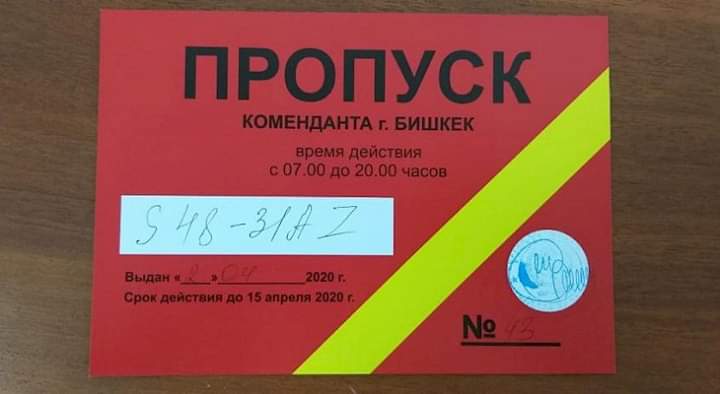 ПРОПУСК
КОМЕНДАНТА г. БИШКЕК
время действия
с 07.00 до 20.00 часов
S 48-31AZ
Выдан «2»04 2020 г.
Срок действия до 15 апреля 2020 г.
№ 43